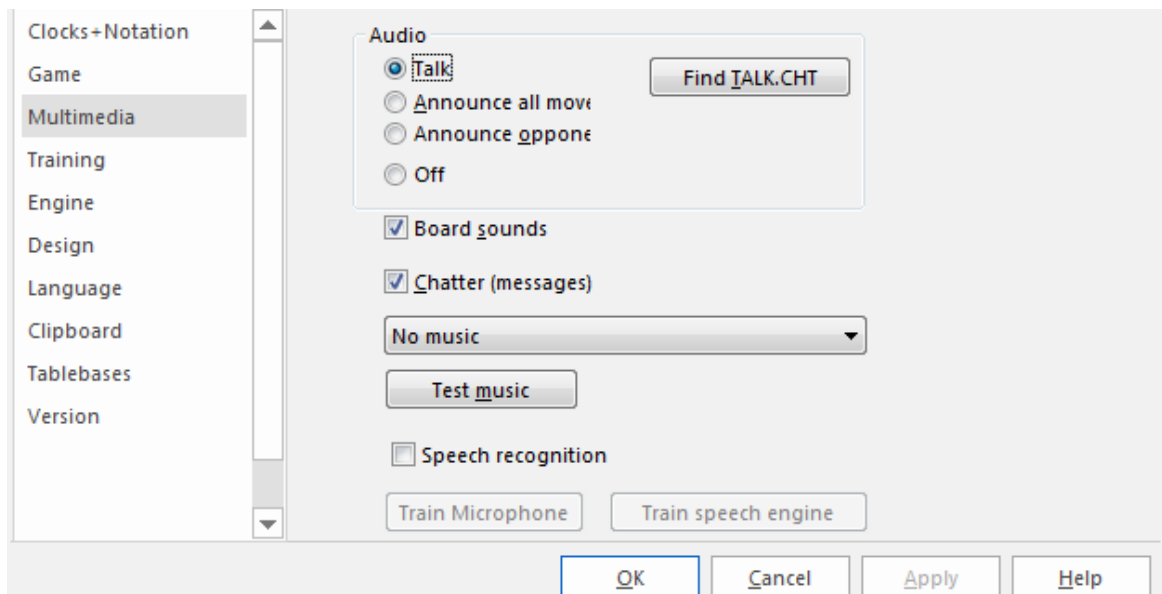 Clocks+Notation
Game
Multimedia
Training
Engine
Design
Language
Clipboard
Tablebases
Version
Audio
Talk
Find TALK.CHT
Announce all move
Announce oppone
Off
Board sounds
Chatter (messages)
No music
Test music
Speech recognition
Train Microphone Train speech engine
OK Cancel Apply Help